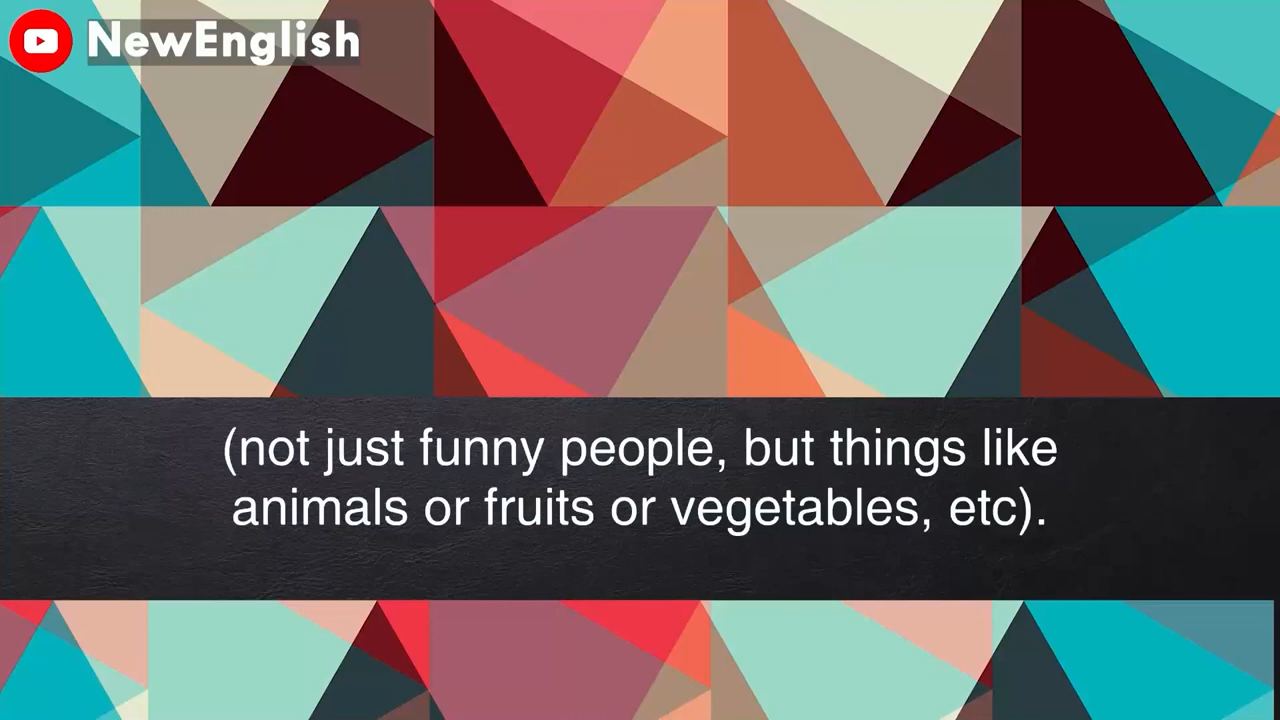 NewEnglish
(not just funny people, but things like
animals or fruits or vegetables, etc).